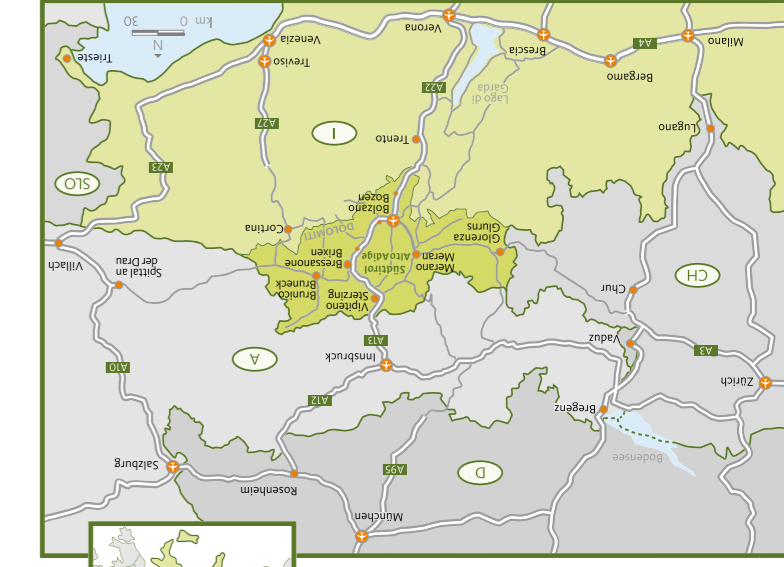 München
D
A95
Rosenheim
Salzburg
Bodensee
Bregenz
Zürich
A3
Vaduz
A12
Innsbruck
A13
A
A10
CH
Chur
Vipiteno
Sterzing
Brunico
Bruneck
Bressanone
Brixen
Merano
Meran
Südtirol
Alto Adige
Glorenza
Glurns
Spittal an
der Drau
Villach
DOLOMITI
Cortina
Bolzano
Bozen
SLO
A23
Lugano
Trento
I
A27
A22
Lago di
Garda
Bergamo
Treviso
Trieste
Milano
A4
Brescia
Verona
Venezia
N
km 0 30